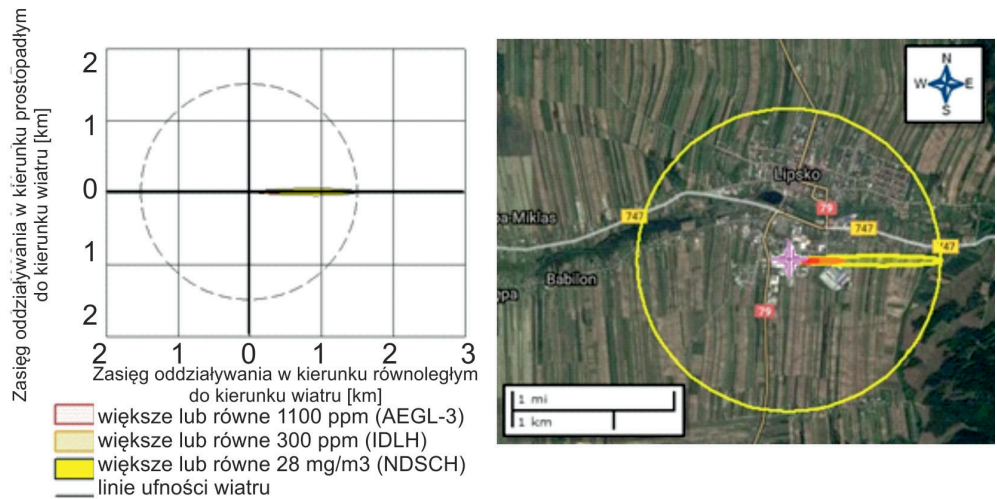 Zasięg oddziaływania w kierunku prostopadłym
do kierunku wiatru [km]
2
1
0
1
2
2 1 0 1 2 3
Zasięg oddziaływania w kierunku równoległym
do kierunku wiatru [km]
większe lub równe 1100 ppm (AEGL-3)
większe lub równe 300 ppm (IDLH)
większe lub równe 28 mg/m3 (NDSCH)
linie ufności wiatru
N
W E
S
Lipsko
79
747
pa-Miklas
747
747
Babilon
ępa
79
1 mi
1 km